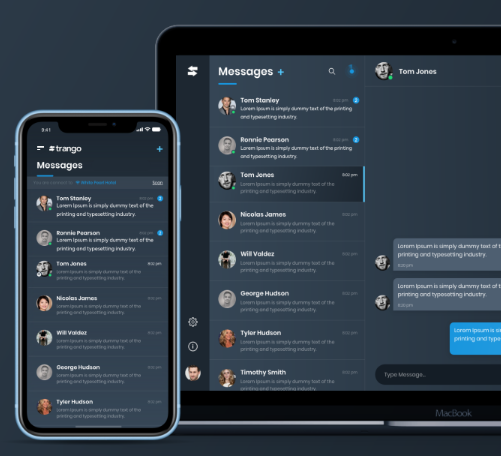 3:41
trango
+
Messages
Tom Stanley
2
Lorem Ipsum is simply dummy text of the
printing and typesetting industry.
Ronnie Pearson
2
Lorem Ipsum is simply dummy text of the
printing and typesetting industry.
Tom Jones
Lorem Ipsum is simply dummy text of the
printing and typesetting industry.
Nicolas James
Lorem Ipsum is simply dummy text of the
printing and typesetting industry.
Will Valdez
Lorem Ipsum is simply dummy text of the
printing and typesetting industry.
George Hudson
Lorem Ipsum is simply dummy text of the
printing and typesetting industry.
Tyler Hudson
Lorem Ipsum is simply dummy text of the
printing and typesetting industry.
Messages +
Tom Stanley
2
Lorem Ipsum is simply dummy text of the printing
and typesetting industry.
Ronnie Pearson
2
Lorem Ipsum is simply dummy text of the printing
and typesetting industry.
Tom Jones
9:00 pm
Lorem Ipsum is simply dummy text of the
printing and typesetting industry.
Nicolas James
Lorem Ipsum is simply dummy text of the
printing and typesetting industry.
Will Valdez
Lorem Ipsum is simply dummy text of the
printing and typesetting industry.
George Hudson
Lorem Ipsum is simply dummy text of the
printing and typesetting industry.
Tyler Hudson
Lorem Ipsum is simply dummy text of the
printing and typesetting industry.
Timothy Smith
Lorem Ipsum is simply dummy text of the
printing and typesetting industry.
Tom Jones
Lorem Ipsum is simply dummy text of t
printing and typesetting industry.
Lorem Ipsum is simply dummy text of t
printing and typesetting industry.
Lorem Ipsum is si
printing and type
Type Message...
MacBook